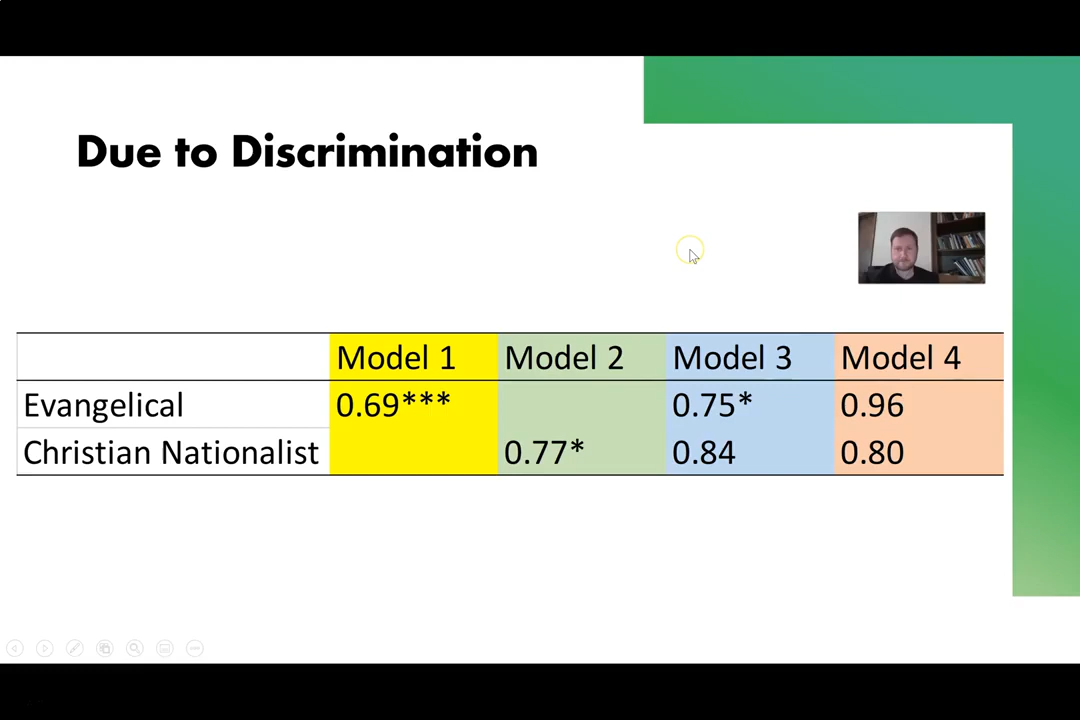 Due to Discrimination
Model 1 Model 2 Model 3 Model 4
Evangelical 0.69*** 0.75* 0.96
Christian Nationalist 0.77* 0.84 0.80